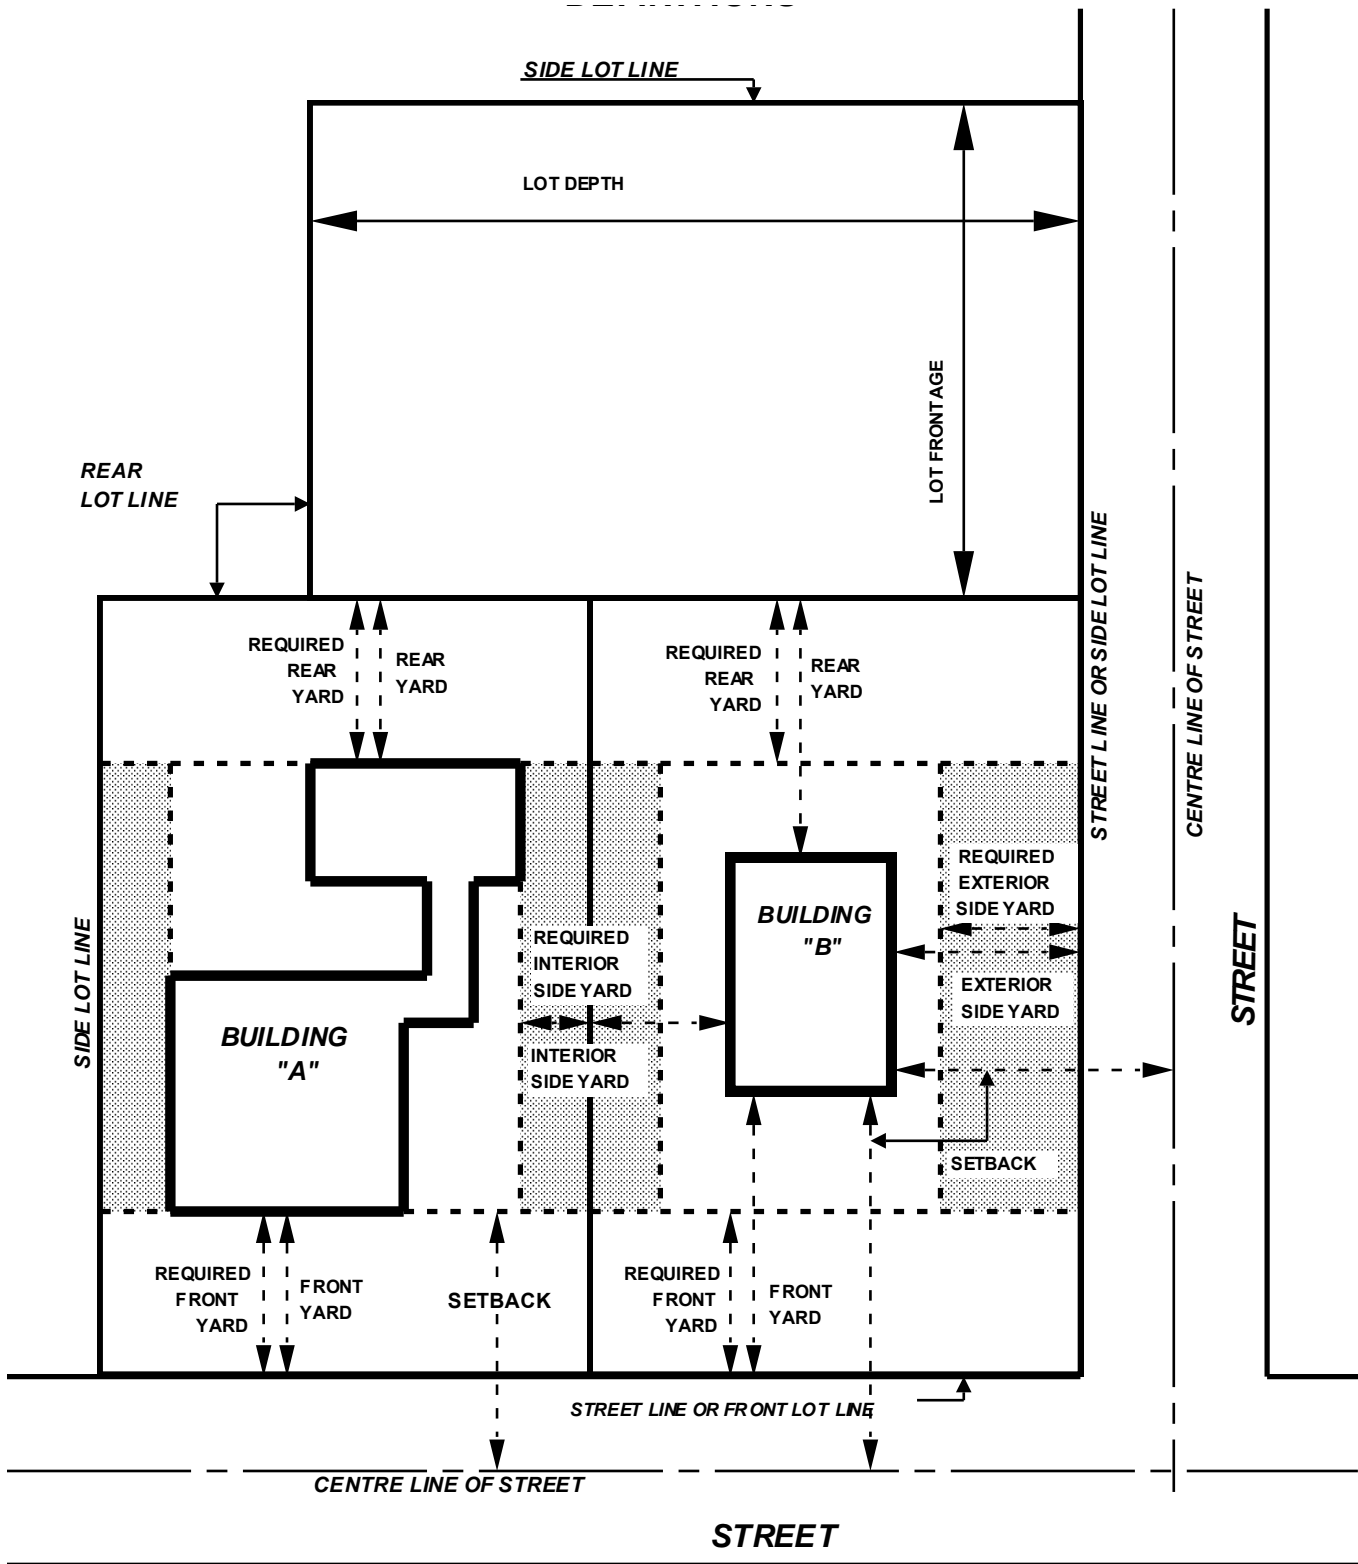 SIDE LOT LINE
LOT DEPTH
LOT FRONTAGE
REAR
LOT LINE
STREET LINE OR SIDE LOT LINE
CENTRE LINE OF STREET
REQUIRED
REAR
YARD
REAR
YARD
REQUIRED
REAR
YARD
REAR
YARD
SIDE LOT LINE
BUILDING
"A"
REQUIRED
INTERIOR
SIDE YARD
INTERIOR
SIDE YARD
BUILDING
"B"
REQUIRED
EXTERIOR
SIDE YARD
EXTERIOR
SIDE YARD
SETBACK
STREET
REQUIRED
FRONT
YARD
FRONT
YARD
SETBACK
REQUIRED
FRONT
YARD
FRONT
YARD
STREET LINE OR FRONT LOT LINE
CENTRE LINE OF STREET
STREET